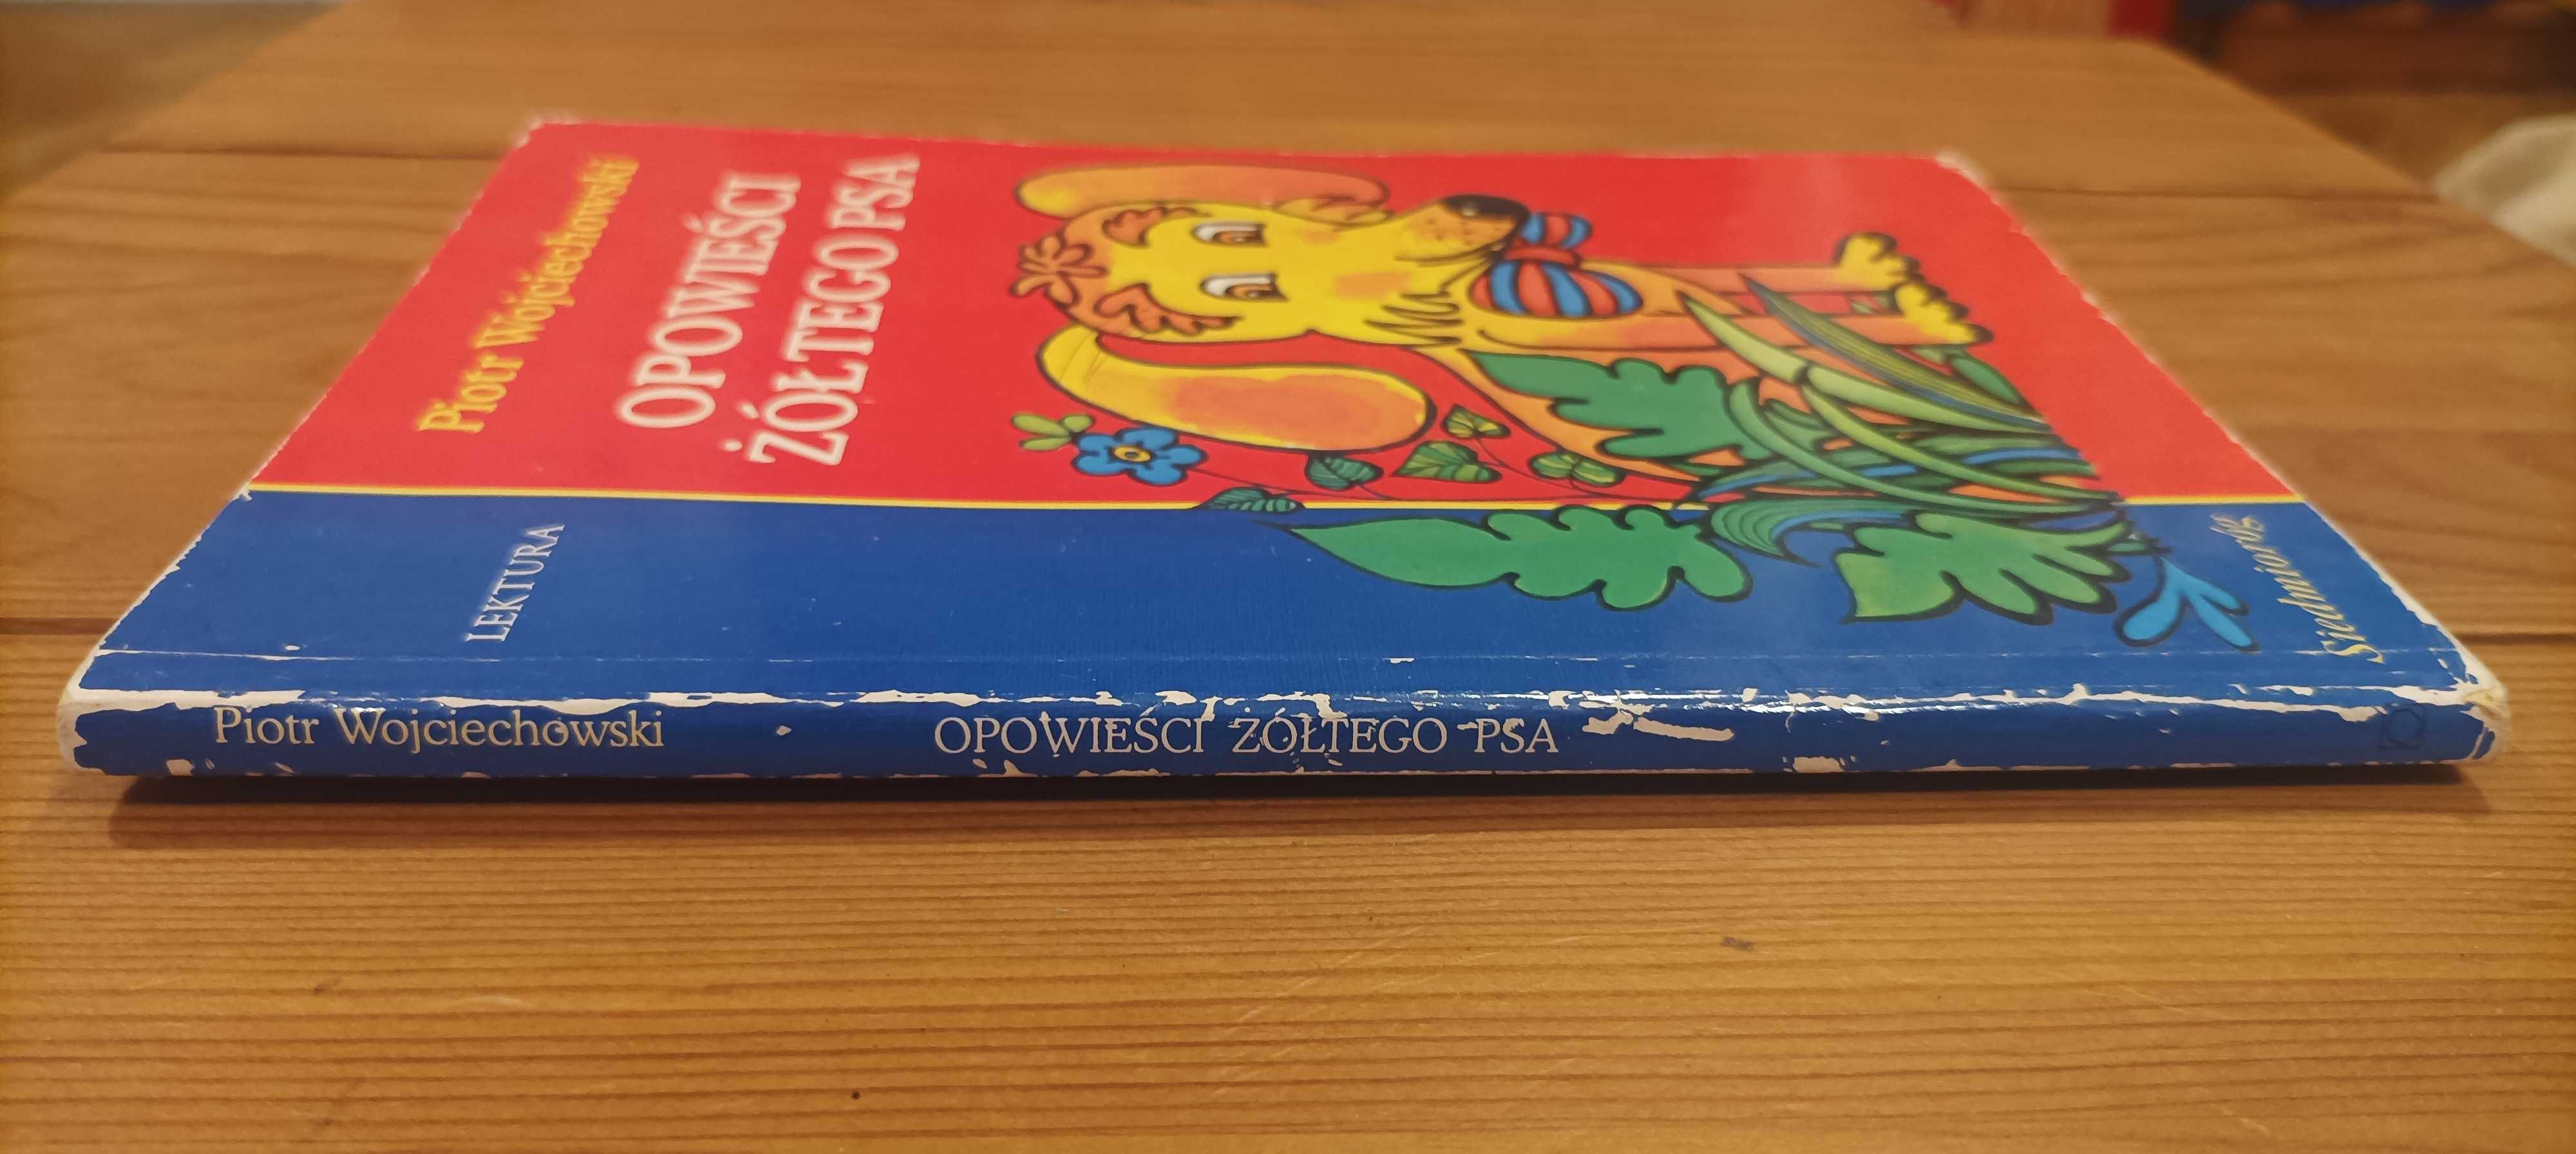 Piotr Wojciechowski
OPOWIEŚCI
ŻÓŁTEGO PSA
LEKTURA
Siedmioróg
Piotr Wojciechowski OPOWIEŚCI ŻÓŁTEGO PSA